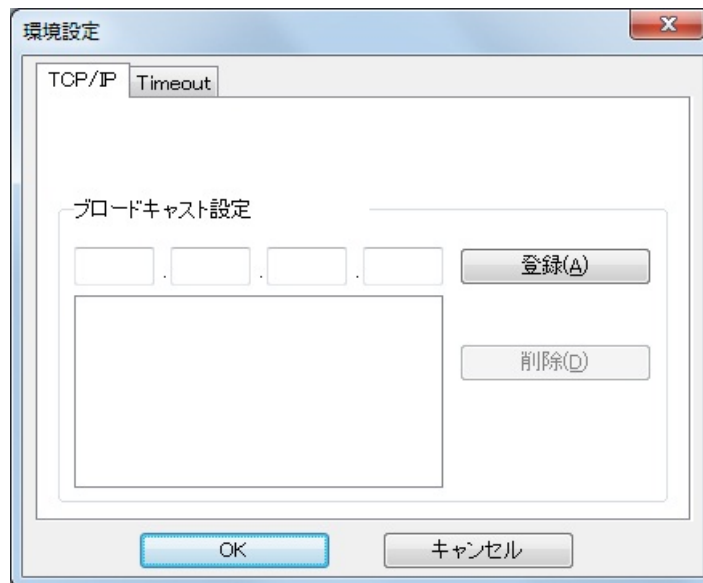 環境設定
TCP/IP Timeout
ブロードキャスト設定
. . . 登録(A)
削除(D)
OK キャンセル